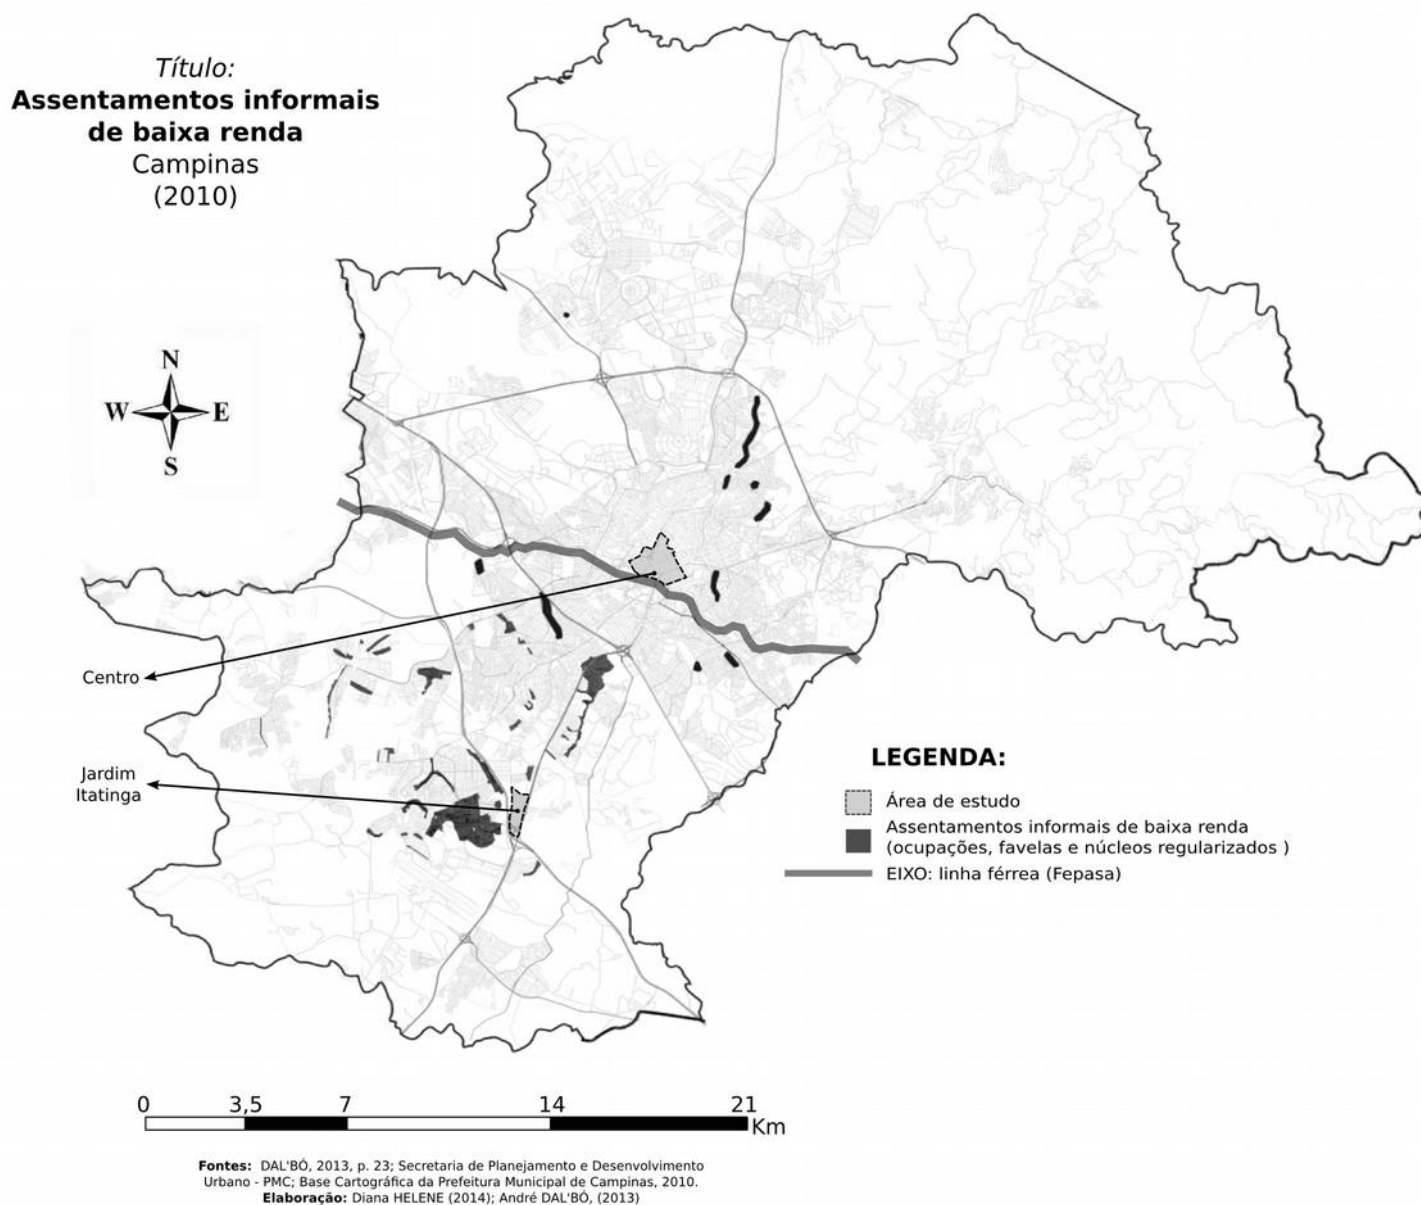 Título:
Assentamentos informais
de baixa renda
Campinas
(2010)
N
W E
S
Centro
Jardim
Itatinga
LEGENDA:
Área de estudo
Assentamentos informais de baixa renda
(ocupações, favelas e núcleos regularizados )
EIXO: linha férrea (Fepasa)
0 3,5 7 14 21
Km
Fontes: DAL'BÓ, 2013, p. 23; Secretaria de Planejamento e Desenvolvimento
Urbano - PMC; Base Cartográfica da Prefeitura Municipal de Campinas, 2010.
Elaboração: Diana HELENE (2014); André DAL'BÓ, (2013)